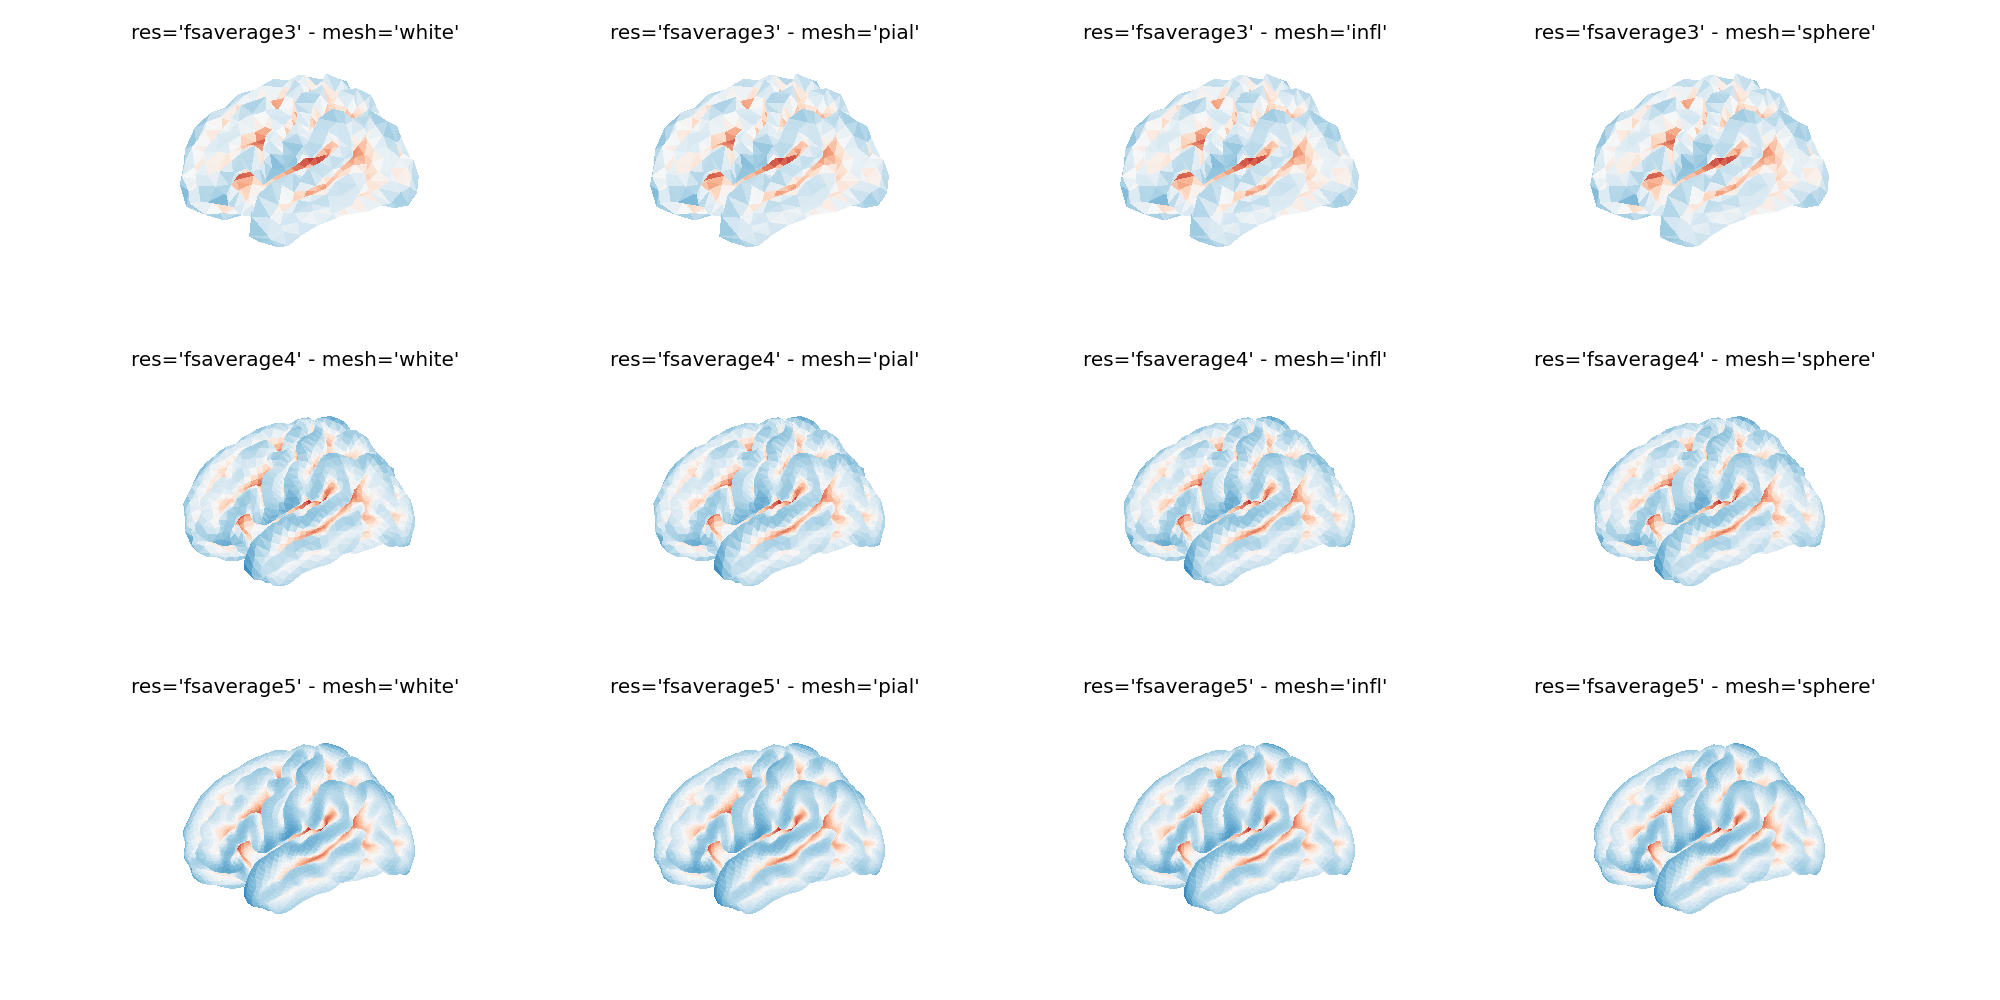 res='fsaverage3' - mesh='white'
res='fsaverage3' - mesh='pial'
res='fsaverage3' - mesh='infl'
res='fsaverage3' - mesh='sphere'
res='fsaverage4' - mesh='white'
res='fsaverage4' - mesh='pial'
res='fsaverage4' - mesh='infl'
res='fsaverage4' - mesh='sphere'
res='fsaverage5' - mesh='white'
res='fsaverage5' - mesh='pial'
res='fsaverage5' - mesh='infl'
res='fsaverage5' - mesh='sphere'